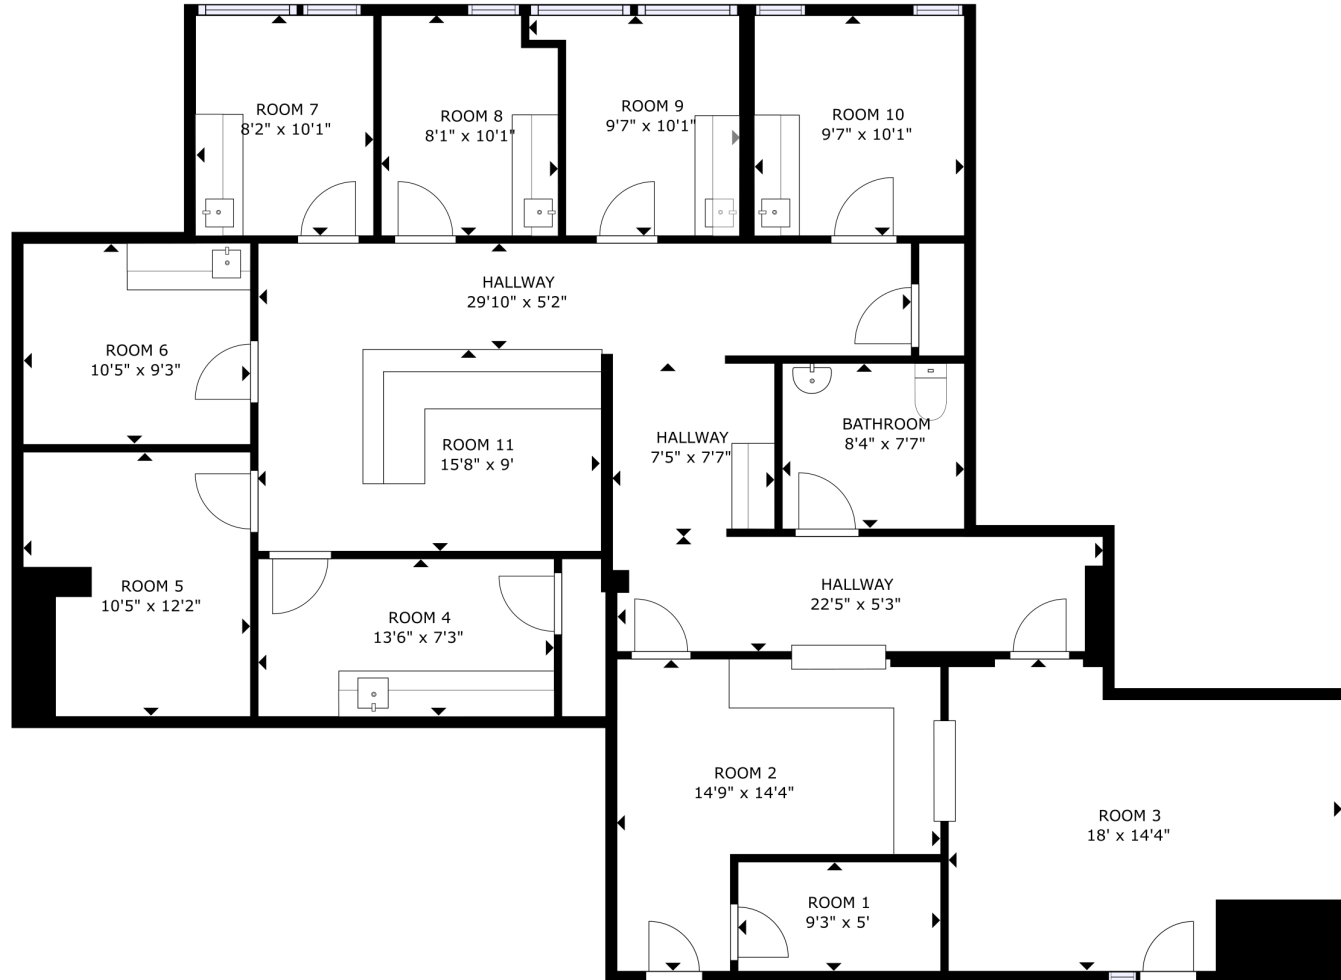 ROOM 7
8'2" x 10'1"
ROOM 8
8'1" x 10'1"
ROOM 9
9'7" x 10'1"
ROOM 10
9'7" x 10'1"
HALLWAY
29'10" x 5'2"
ROOM 6
10'5" x 9'3"
ROOM 11
15'8" x 9'
HALLWAY
7'5" x 7'7"
BATHROOM
8'4" x 7'7"
ROOM 5
10'5" x 12'2"
ROOM 4
13'6" x 7'3"
HALLWAY
22'5" x 5'3"
ROOM 2
14'9" x 14'4"
ROOM 3
18' x 14'4"
ROOM 1
9'3" x 5'